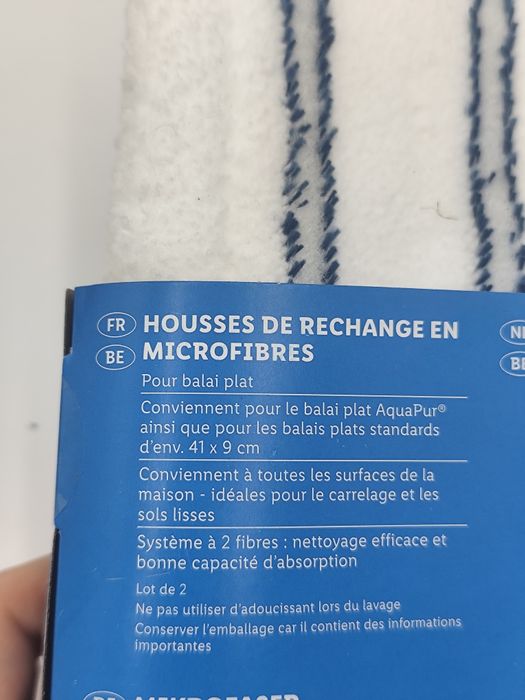 FR HOUSSES DE RECHANGE EN
BE MICROFIBRES
Pour balai plat
Conviennent pour le balai plat AquaPur®
ainsi que pour les balais plats standards
d'env. 41 x 9 cm
Conviennent à toutes les surfaces de la
maison - idéales pour le carrelage et les
sols lisses
Système à 2 fibres : nettoyage efficace et
bonne capacité d'absorption
Lot de 2
Ne pas utiliser d'adoucissant lors du lavage
Conserver l'emballage car il contient des informations
importantes